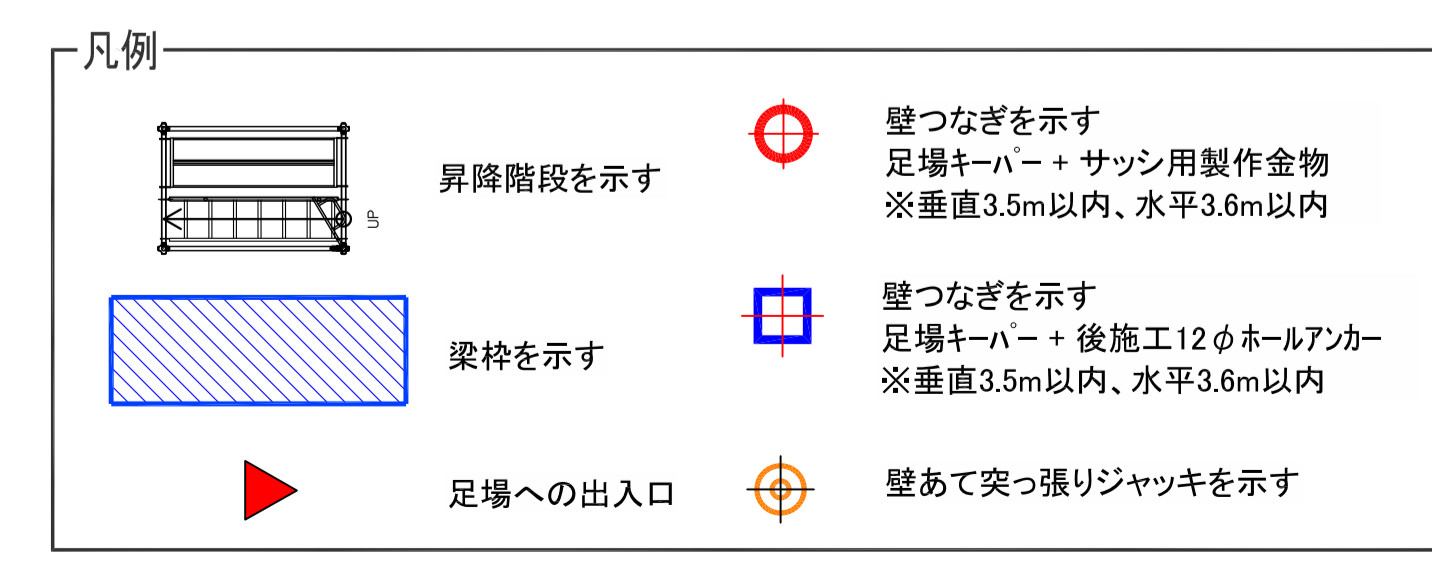 凡例
昇降階段を示す
UP
梁枠を示す
足場への出入口
壁つなぎを示す
足場キーパー + サッシ用製作金物
※垂直3.5m以内、水平3.6m以内
壁つなぎを示す
足場キーパー + 後施工12φホールアンカー
※垂直3.5m以内、水平3.6m以内
壁あて突っ張りジャッキを示す